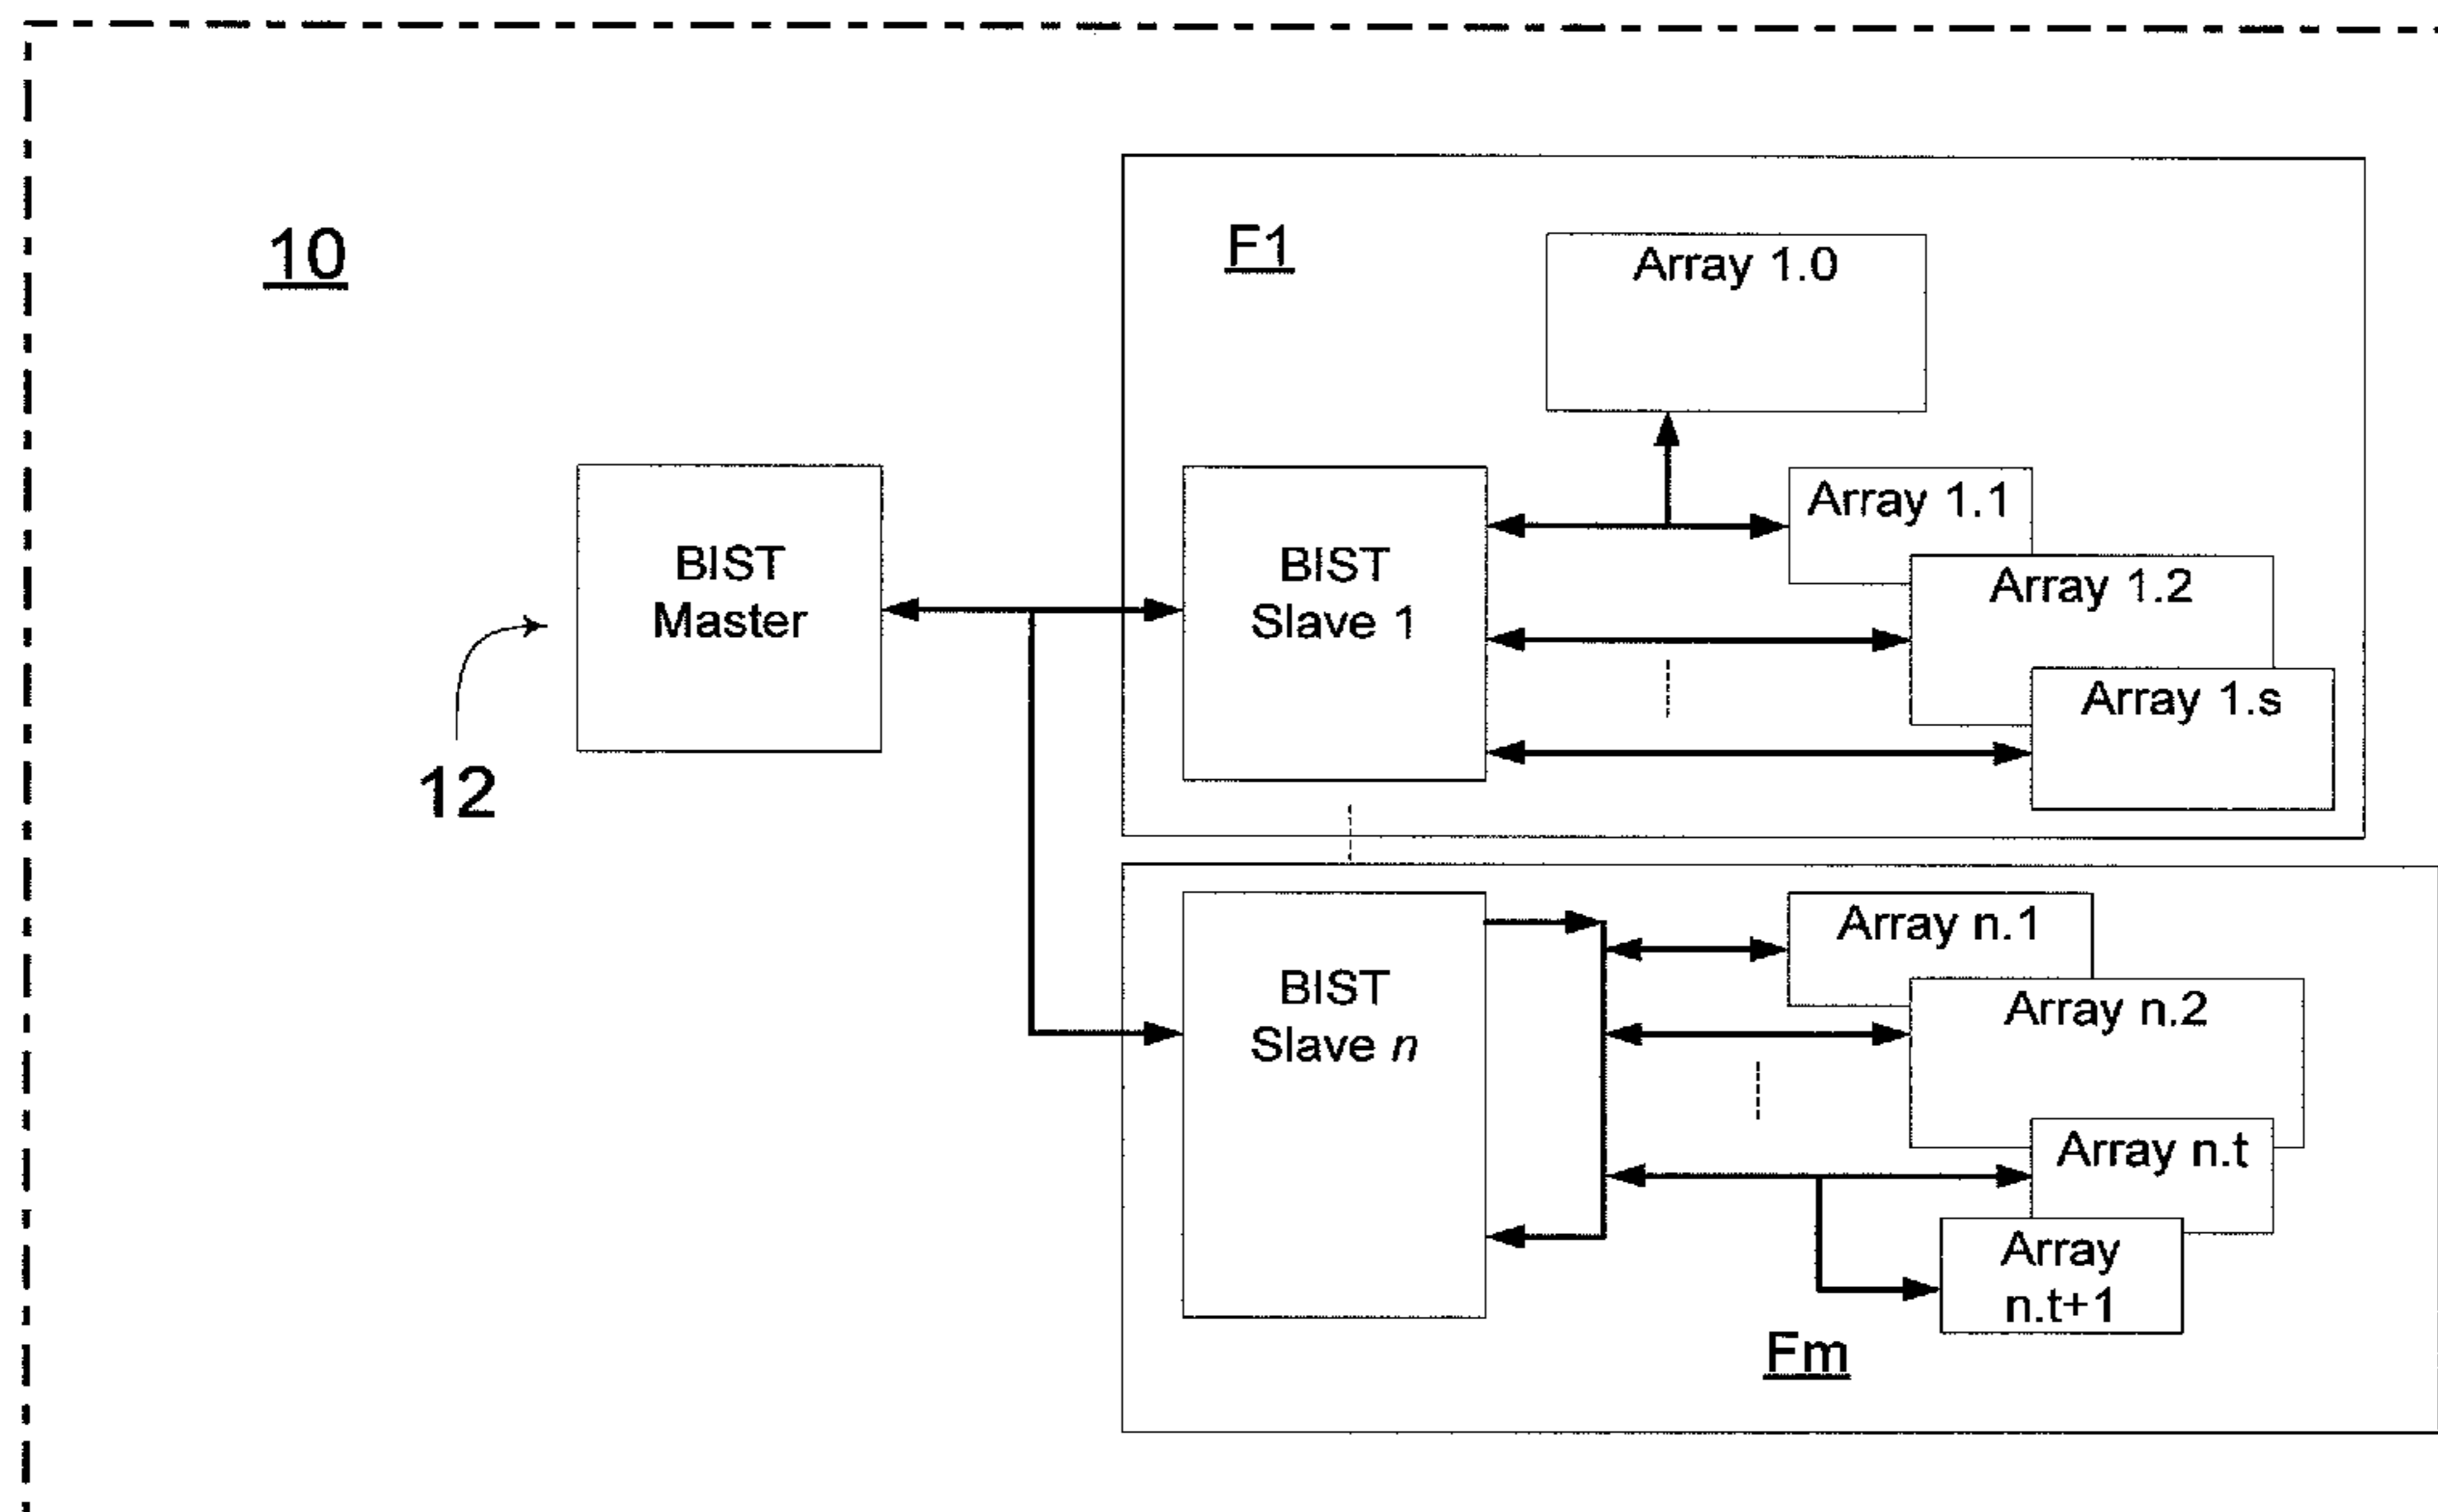 10
F1
Array 1.0
BIST
Master
12
BIST
Slave 1
Array 1.1
Array 1.2
Array 1.s
BIST
Slave n
Array n.1
Array n.2
Array n.t
Array
n.t+1
Fm